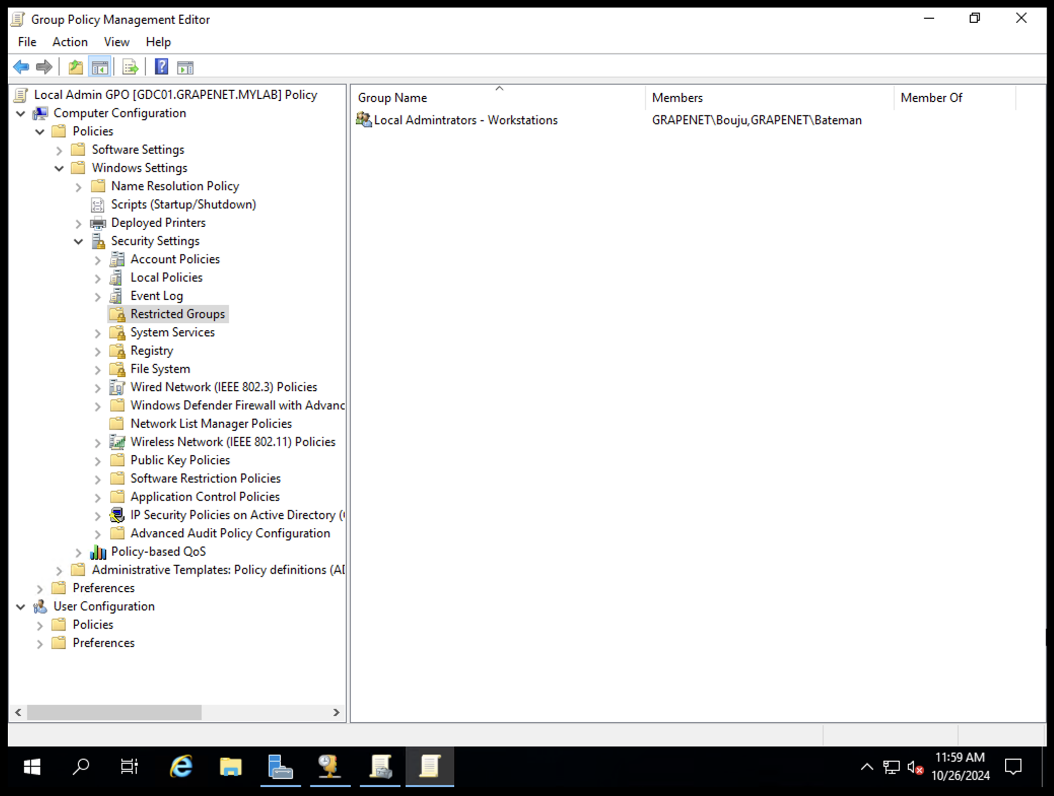 Group Policy Management Editor
File Action View Help
Local Admin GPO [GDC01.GRAPENET.MYLAB] Policy
Computer Configuration
Policies
Software Settings
Windows Settings
Name Resolution Policy
Scripts (Startup/Shutdown)
Deployed Printers
Security Settings
Account Policies
Local Policies
Event Log
Restricted Groups
System Services
Registry
File System
Wired Network (IEEE 802.3) Policies
Windows Defender Firewall with Advanc
Network List Manager Policies
Wireless Network (IEEE 802.11) Policies
Public Key Policies
Software Restriction Policies
Application Control Policies
IP Security Policies on Active Directory (
Advanced Audit Policy Configuration
Policy-based QoS
Administrative Templates: Policy definitions (AD
Preferences
User Configuration
Policies
Preferences
Group Name Members Member Of
Local Admintrators - Workstations GRAPENET\Bouju,GRAPENET\Bateman
11:59 AM
10/26/2024